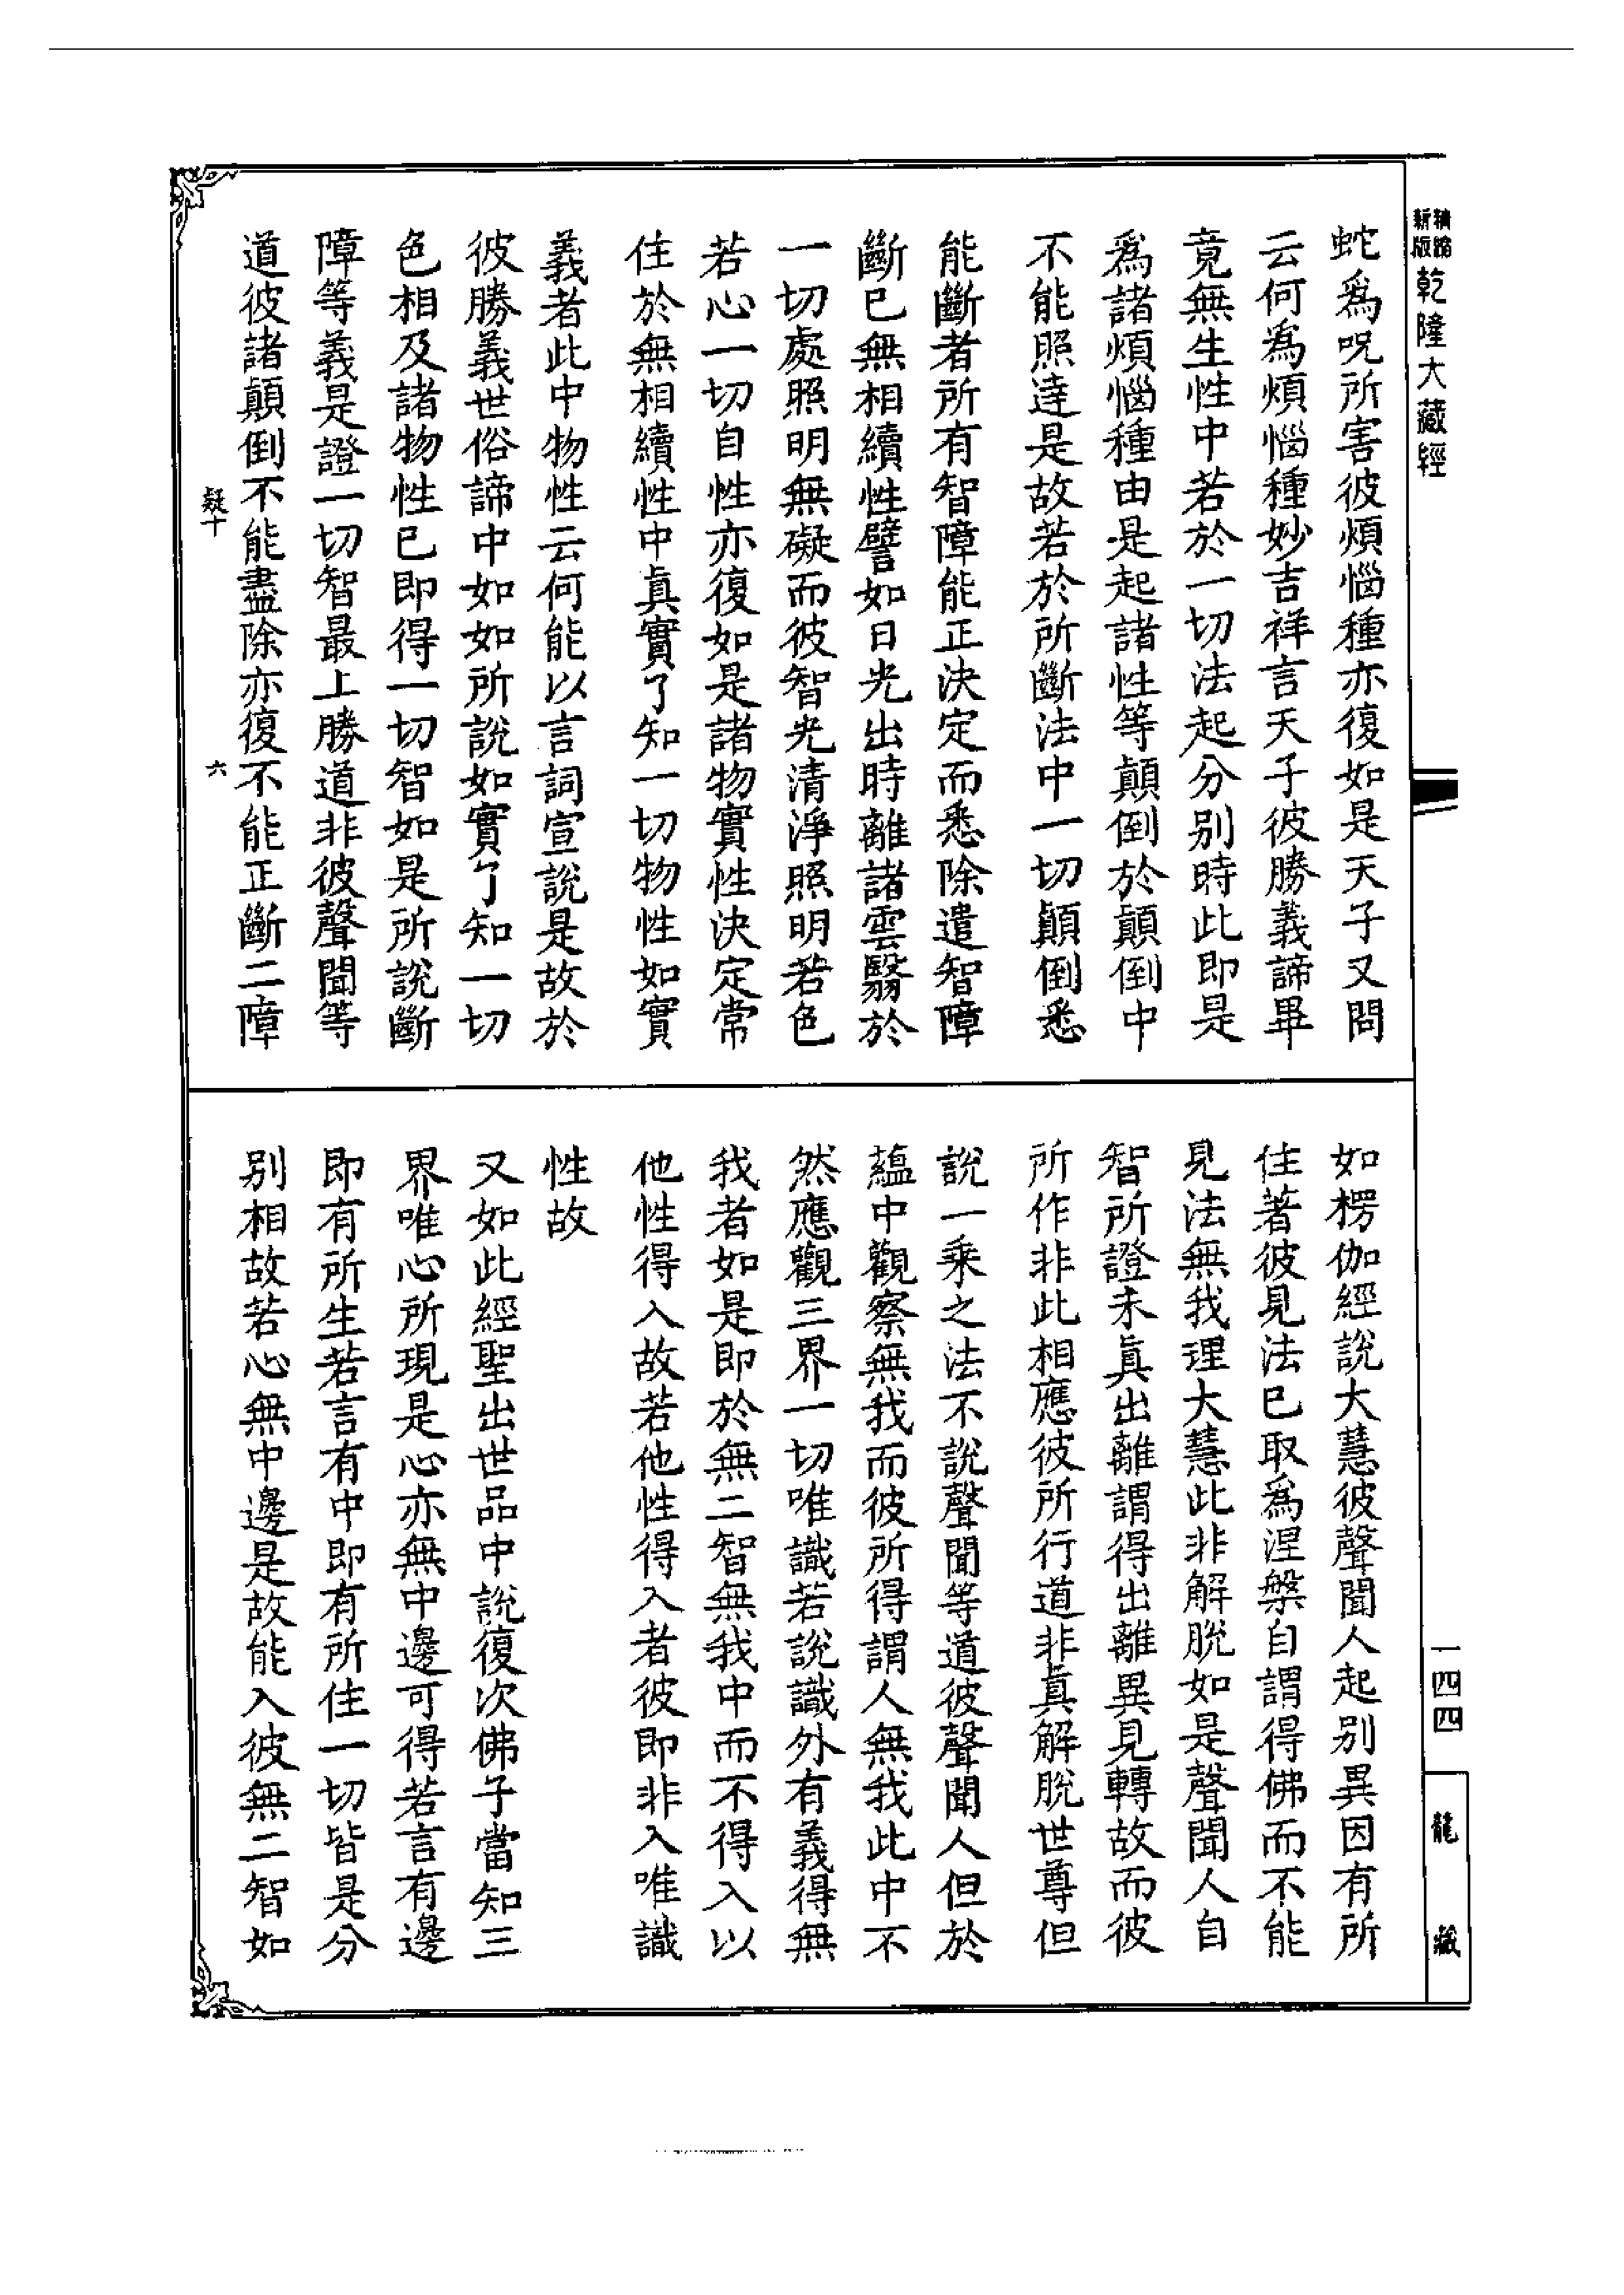 新版精縮乾隆大藏經
蛇爲呪所害彼煩惱種亦復如是天子又問
云何爲煩惱種妙吉祥言天子彼勝義諦畢
竟無生性中若於一切法起分別時此即是
爲諸煩惱種由是起諸性等顛倒於顛倒中
不能照達是故若於所斷法中一切顛倒悉
能斷者所有智障能正決定而悉除遣智障
斷已無相續性譬如日光出時離諸雲翳於
一切處照明無礙而彼智光清淨照明若色
若心一切自性亦復如是諸物實性決定常
住於無相續性中眞實了知一切物性如實
義者此中物性云何能以言詞宣說是故於
彼勝義世俗諦中如如所說如實了知一切
色相及諸物性已即得一切智如是所說斷
障等義是證一切智最上勝道非彼聲聞等
道彼諸顛倒不能盡除亦復不能正斷二障
疑十
六
如楞伽經說大慧彼聲聞人起別異因有所
住著彼見法已取爲涅槃自謂得佛而不能
見法無我理大慧此非解脫如是聲聞人自
智所證未眞出離謂得出離異見轉故而彼
所作非此相應彼所行道非眞解脫世尊但
說一乘之法不說聲聞等道彼聲聞人但於
蘊中觀察無我而彼所得謂人無我此中不
然應觀三界一切唯識若說識外有義得無
我者如是即於無二智無我中而不得入以
他性得入故若他性得入者彼即非入唯識
性故
又如此經聖出世品中說復次佛子當知三
界唯心所現是心亦無中邊可得若言有邊
即有所生若言有中即有所住一切皆是分
別相故若心無中邊是故能入彼無二智如
一四四
龍藏